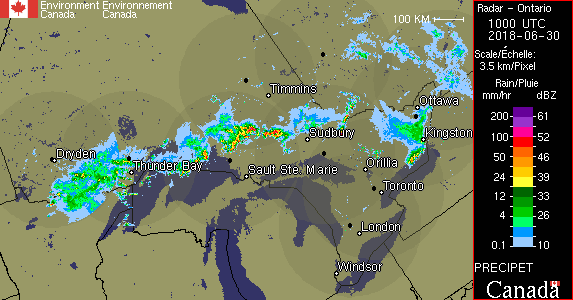 Environment Environnement
Canada Canada
100 KM
Timmins
Ottawa
Sudbury
Kingston
Dryden
Thunder Bay
Sault Ste. Marie
Orillia
Toronto
London
Windsor
Radar - Ontario
1000 UTC
2018-06-30
Scale/Échelle:
3.5 km/Pixel
Rain/Pluie
mm/hr dBZ
200 61
100 52
50 46
24 39
12 33
4 26
0.1 10
PRECIPET
Canada